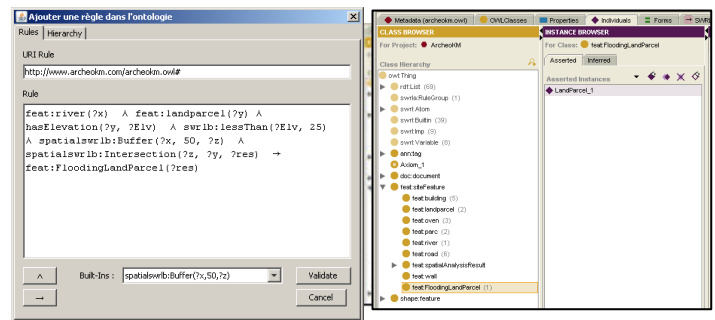 Ajouter une règle dans l'ontologie
Rules
Hierarchy
URI Rule
http://www.archeokm.com/archeokm.owl#
Rule
feat:river(?x) ∧ feat:landparcel(?y) ∧
hasElevation(?y, ?Elv) ∧ swrlb:lessThan(?Elv, 25)
∧ spatialswrlb:Buffer(?x, 50, ?z) ∧
spatialswrlb:Intersection(?z, ?y, ?res) →
feat:FloodingLandParcel(?res)
∧
Built-Ins :
spatialswrlb:Buffer(?x,50,?z)
Validate
→
Cancel
Metadata (archeokm.owl)
OWLClasses
Properties
Individuals
Forms
→ SWRL
CLASS BROWSER
For Project: ArcheoKM
Class Hierarchy
owl:Thing
rdf:List (69)
swrla:RuleGroup (1)
swrl:Atom
swrl:Builtin (39)
swrl:Imp (9)
swrl:Variable (8)
ann:tag
Axiom_1
doc:document
feat:siteFeature
feat:building (5)
feat:landparcel (2)
feat:oven (3)
feat:parc (2)
feat:river (1)
feat:road (6)
feat:spatialAnalysisResult
feat:wall
feat:FloodingLandParcel (1)
shape:feature
INSTANCE BROWSER
For Class: feat:FloodingLandParcel
Asserted
Inferred
Asserted Instances
LandParcel_1